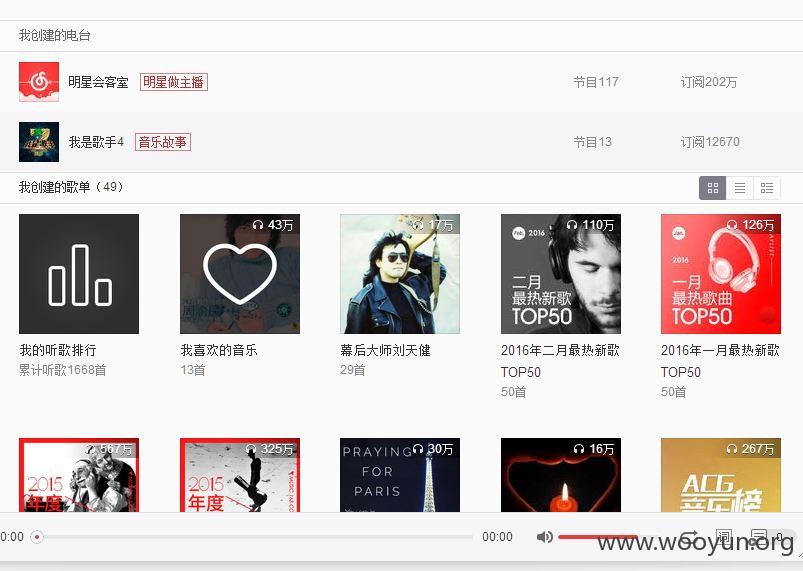 我创建的电台
明星会客室 明星做主播 节目117 订阅202万
我是歌手4 音乐故事 节目13 订阅12670
我创建的歌单（49）
43万 17万 110万 126万
Feb. 2016
二月
最热新歌
TOP50
Jan.
2016
一月
最热歌曲
TOP50
我的听歌排行 我喜欢的音乐 幕后大师刘天健 2016年二月最热新歌TOP50 2016年一月最热新歌TOP50
累计听歌1668首 13首 29首 50首 50首
567万 325万 30万 16万 267万
2015
年度
2015
年度
PRAYING
FOR
PARIS
ACG
音乐榜
0:00 00:00 词 0
www.wooyun.org